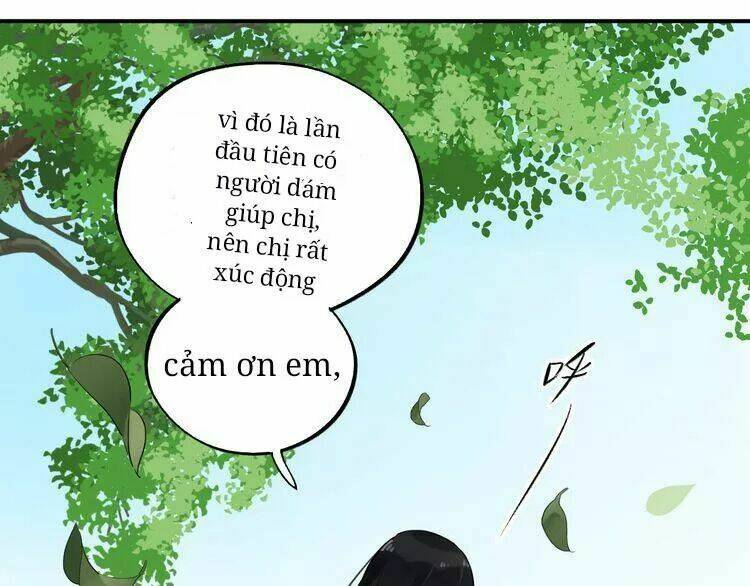 vì đó là lần
đầu tiên có
người dám
giúp chị,
nên chị rất
xúc động
cảm ơn em,
呼